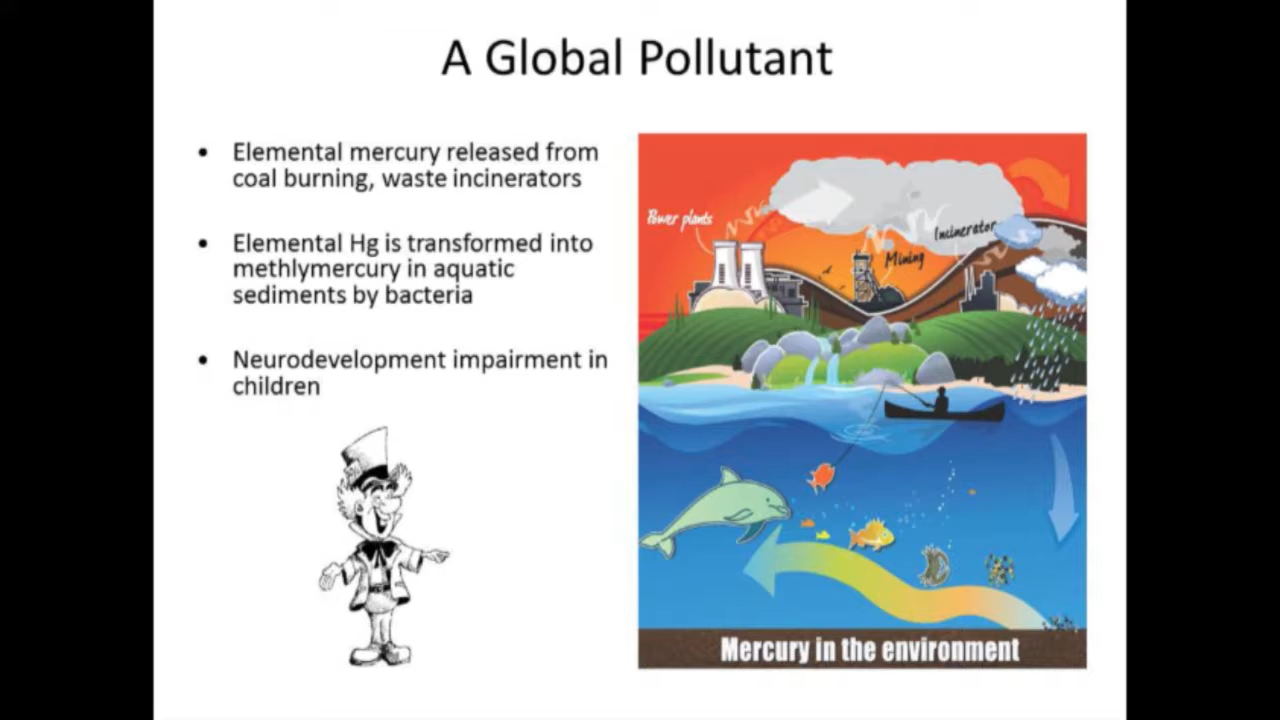 A Global Pollutant
• Elemental mercury released from
coal burning, waste incinerators
• Elemental Hg is transformed into
methlymercury in aquatic
sediments by bacteria
• Neurodevelopment impairment in
children
Power plants
Incinerator
Mining
Mercury in the environment